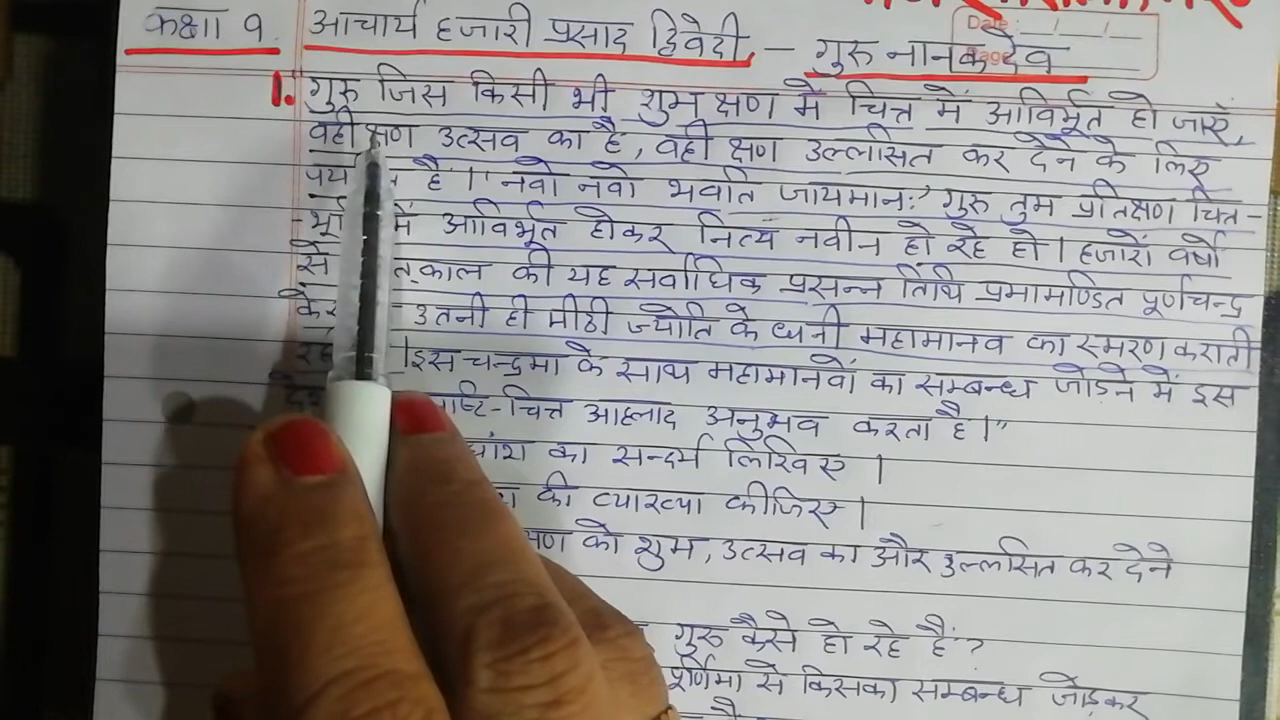 कक्षा ९. आचार्य हजारी प्रसाद द्विवेदी, – गुरु नानक देव
Date: / /
1. गुरु जिस किसी भी शुभ क्षण में चित्त में आविर्भूत हो जाएँ,
वही क्षण उत्सव का है, वही क्षण उल्लसित कर देने के लिए
है। "नवो नवो भवति जायमानः" गुरु तुम प्रतिक्षण चित्त-
में आविर्भूत होकर नित्य नवीन हो रहे हो। हजारों वर्षों
से की यह सर्वाधिक प्रसन्न तिथि प्रभामण्डित पूर्णचन्द्र
उतनी ही मीठी ज्योति के धनी महामानव का स्मरण कराती
। इस चन्द्रमा के साथ महामानवों का सम्बन्ध जोड़ने में इस
चित्त आह्लाद अनुभव करता है।"
का सन्दर्भ लिखिए।
की व्याख्या कीजिए।
को शुभ, उत्सव का और उल्लसित कर देने
गुरु कैसे हो रहे हैं?
पूर्णिमा से किसका सम्बन्ध जोड़कर